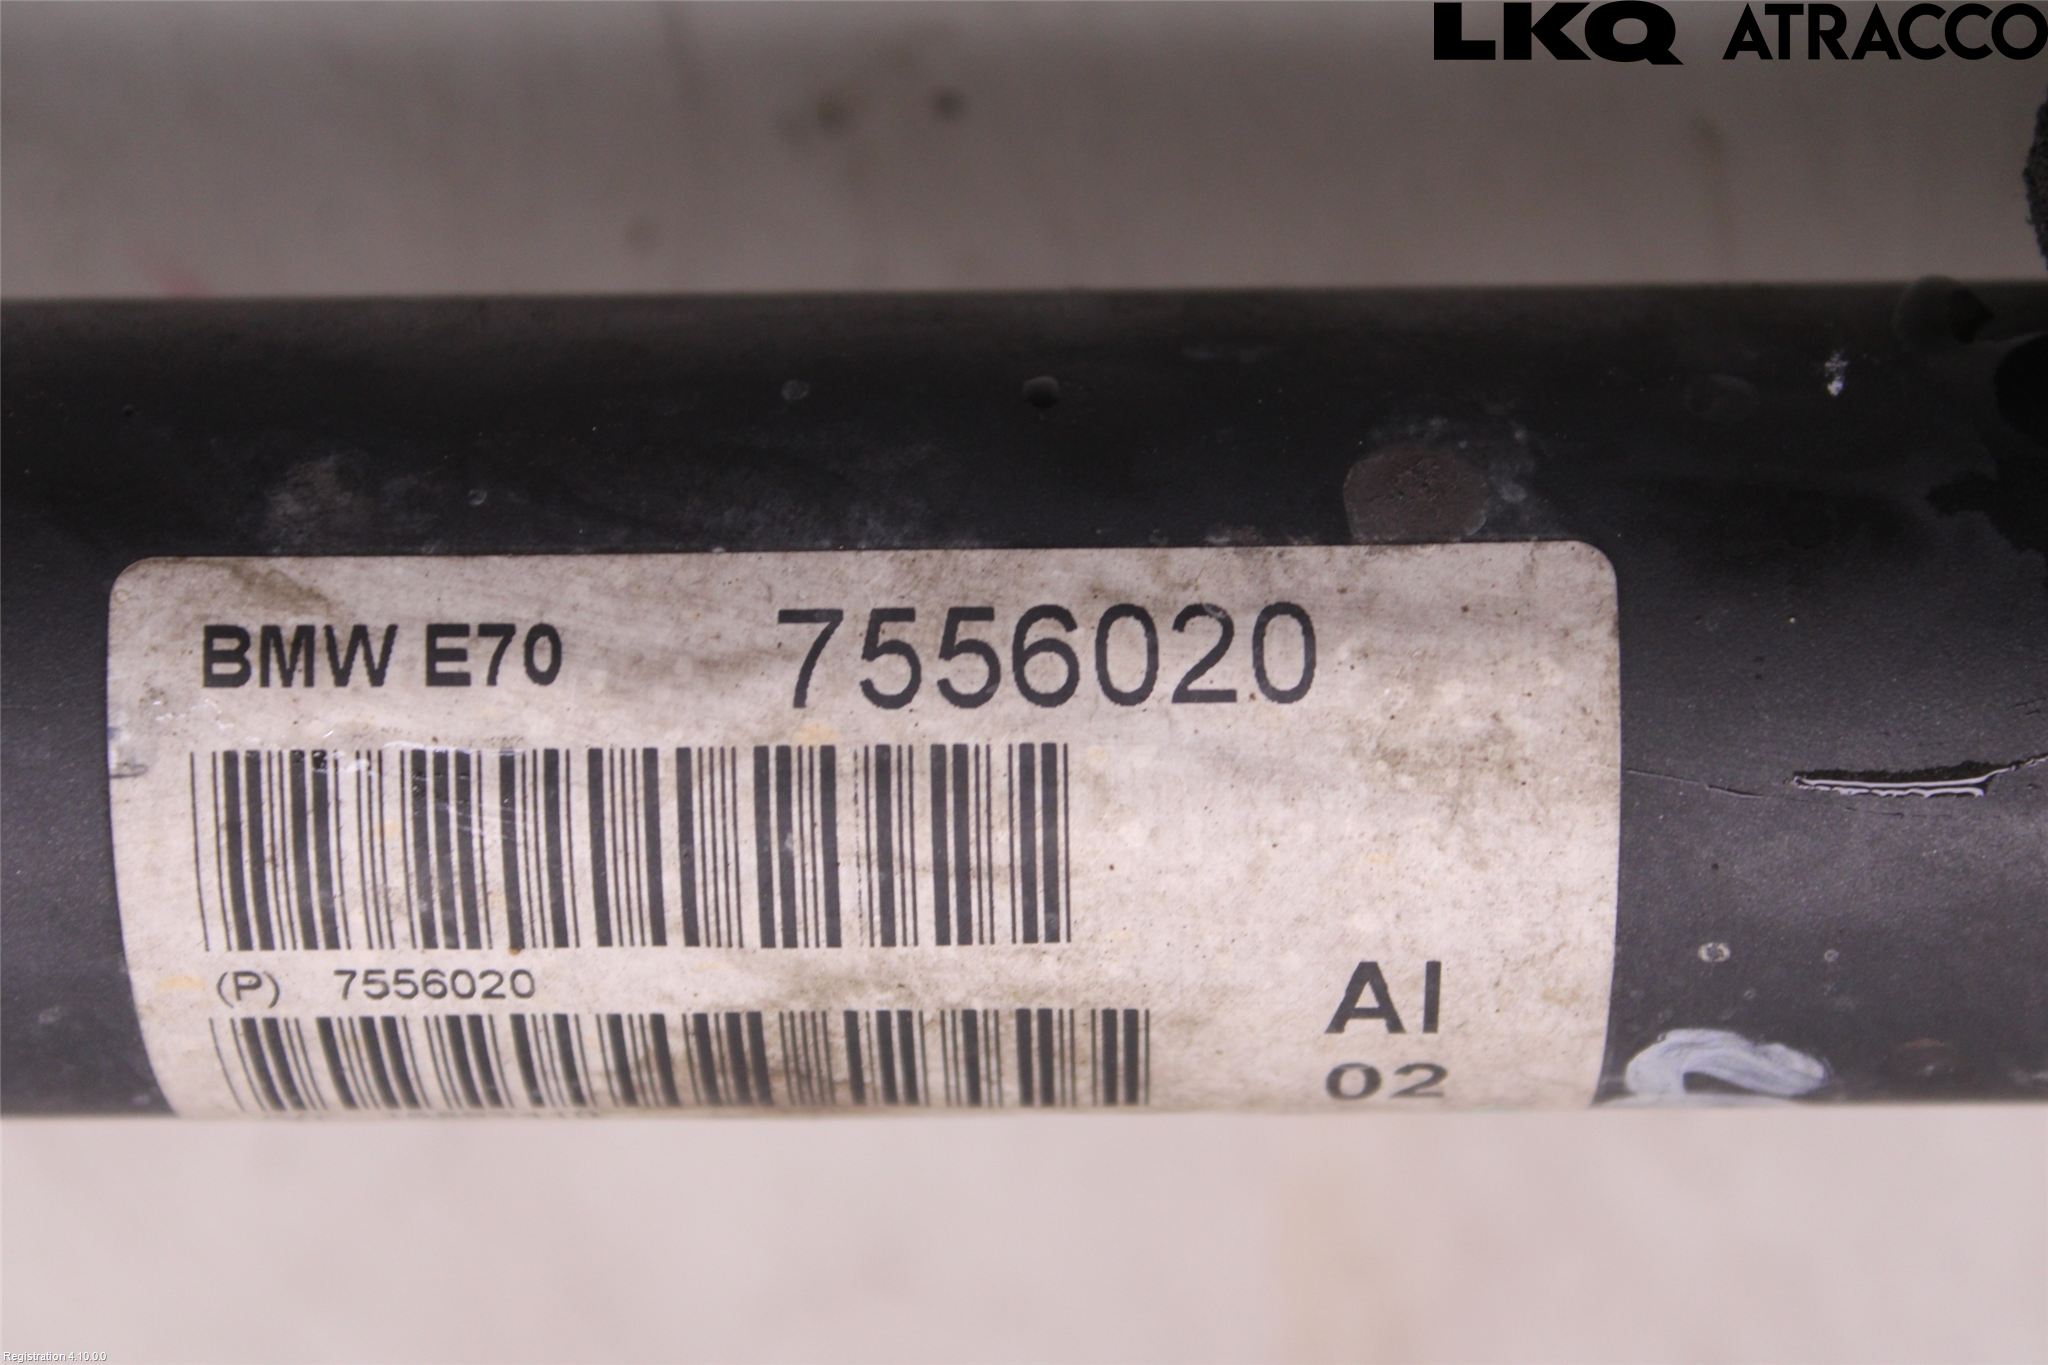 LKQ ATRACCO
BMW E70 7556020
(P) 7556020
AI
02
Registration 4.10.0.0